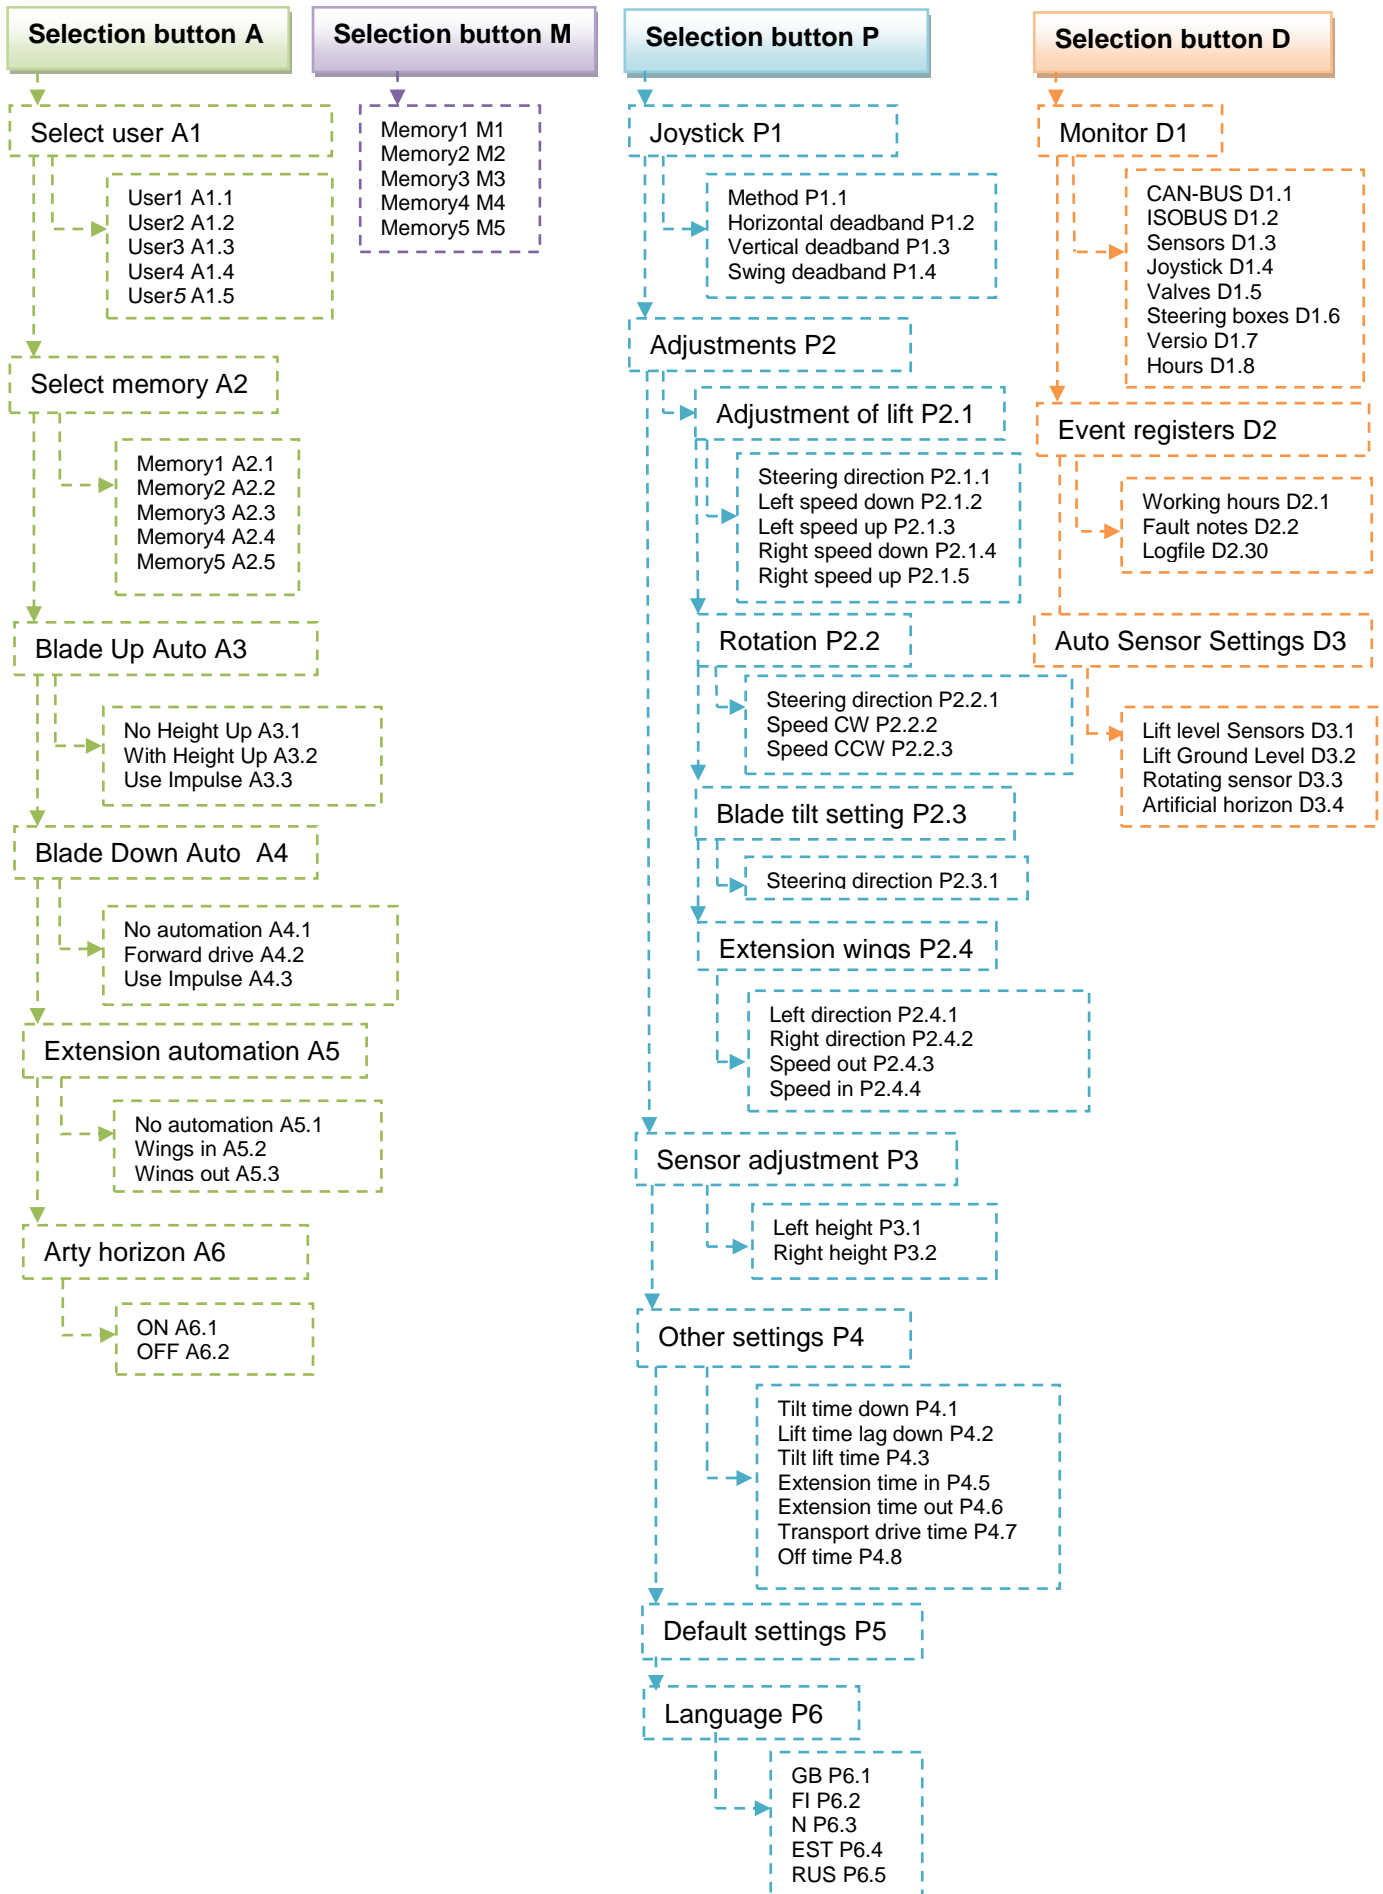 Selection button A
Select user A1
User1 A1.1
User2 A1.2
User3 A1.3
User4 A1.4
User5 A1.5
Select memory A2
Memory1 A2.1
Memory2 A2.2
Memory3 A2.3
Memory4 A2.4
Memory5 A2.5
Blade Up Auto A3
No Height Up A3.1
With Height Up A3.2
Use Impulse A3.3
Blade Down Auto A4
No automation A4.1
Forward drive A4.2
Use Impulse A4.3
Extension automation A5
No automation A5.1
Wings in A5.2
Wings out A5.3
Arty horizon A6
ON A6.1
OFF A6.2
Selection button M
Memory1 M1
Memory2 M2
Memory3 M3
Memory4 M4
Memory5 M5
Selection button P
Joystick P1
Method P1.1
Horizontal deadband P1.2
Vertical deadband P1.3
Swing deadband P1.4
Adjustments P2
Adjustment of lift P2.1
Steering direction P2.1.1
Left speed down P2.1.2
Left speed up P2.1.3
Right speed down P2.1.4
Right speed up P2.1.5
Rotation P2.2
Steering direction P2.2.1
Speed CW P2.2.2
Speed CCW P2.2.3
Blade tilt setting P2.3
Steering direction P2.3.1
Extension wings P2.4
Left direction P2.4.1
Right direction P2.4.2
Speed out P2.4.3
Speed in P2.4.4
Sensor adjustment P3
Left height P3.1
Right height P3.2
Other settings P4
Tilt time down P4.1
Lift time lag down P4.2
Tilt lift time P4.3
Extension time in P4.5
Extension time out P4.6
Transport drive time P4.7
Off time P4.8
Default settings P5
Language P6
GB P6.1
FI P6.2
N P6.3
EST P6.4
RUS P6.5
Selection button D
Monitor D1
CAN-BUS D1.1
ISOBUS D1.2
Sensors D1.3
Joystick D1.4
Valves D1.5
Steering boxes D1.6
Versio D1.7
Hours D1.8
Event registers D2
Working hours D2.1
Fault notes D2.2
Logfile D2.30
Auto Sensor Settings D3
Lift level Sensors D3.1
Lift Ground Level D3.2
Rotating sensor D3.3
Artificial horizon D3.4